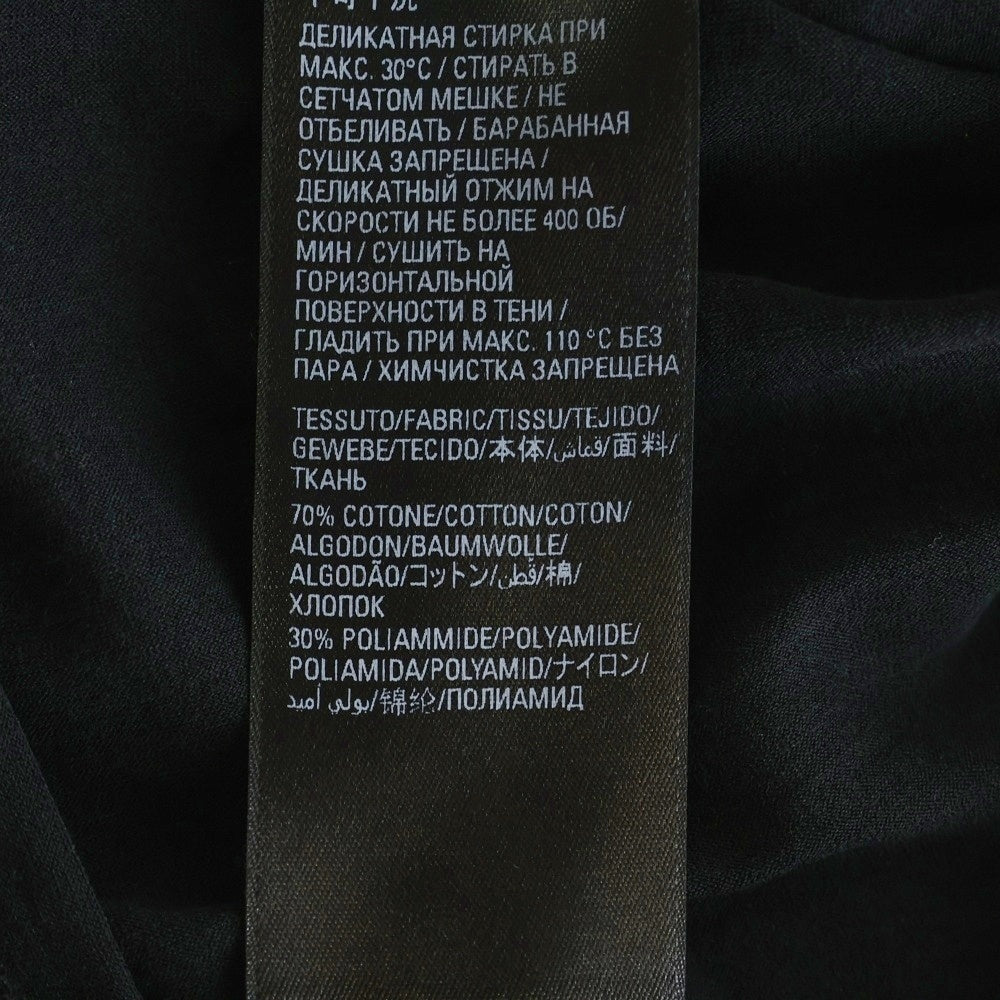 ДЕЛИКАТНАЯ СТИРКА ПРИ
МАКС. 30°C / СТИРАТЬ В
СЕТЧАТОМ МЕШКЕ / НЕ
ОТБЕЛИВАТЬ / БАРАБАННАЯ
СУШКА ЗАПРЕЩЕНА /
ДЕЛИКАТНЫЙ ОТЖИМ НА
СКОРОСТИ НЕ БОЛЕЕ 400 ОБ/
МИН / СУШИТЬ НА
ГОРИЗОНТАЛЬНОЙ
ПОВЕРХНОСТИ В ТЕНИ /
ГЛАДИТЬ ПРИ МАКС. 110 °C БЕЗ
ПАРА / ХИМЧИСТКА ЗАПРЕЩЕНА
TESSUTO/FABRIC/TISSU/TEJIDO/
GEWEBE/TECIDO/本体/قماش/面料/
ТКАНЬ
70% COTONE/COTTON/COTON/
ALGODON/BAUMWOLLE/
ALGODÃO/コットン/قطن/棉/
ХЛОПОК
30% POLIAMMIDE/POLYAMIDE/
POLIAMIDA/POLYAMID/ナイロン/
بولي أميد/锦纶/ПОЛИАМИД